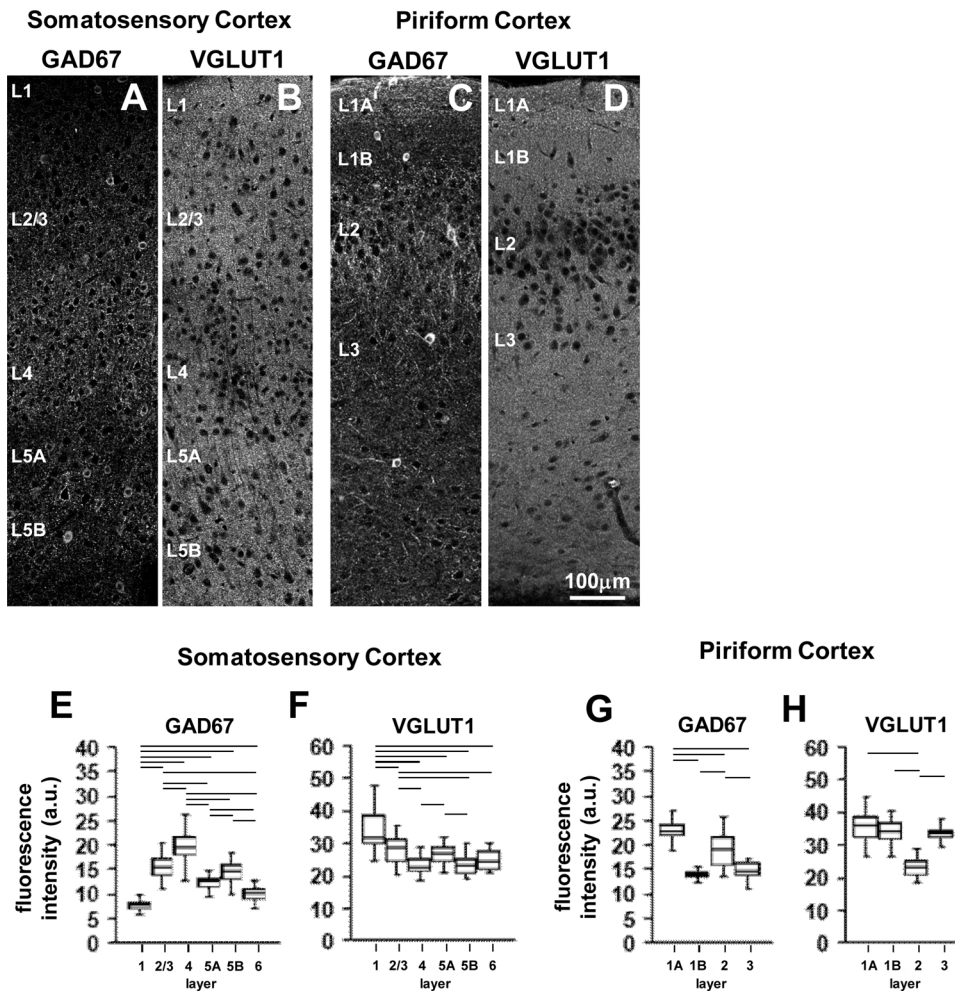 Somatosensory Cortex
Piriform Cortex
GAD67
VGLUT1
GAD67
VGLUT1
A
B
C
D
L1
L2/3
L4
L5A
L5B
L1
L2/3
L4
L5A
L5B
L1A
L1B
L2
L3
L1A
L1B
L2
L3
100μm
Somatosensory Cortex
Piriform Cortex
E
F
G
H
GAD67
VGLUT1
GAD67
VGLUT1
fluorescence
intensity (a.u.)
40
35
30
25
20
15
10
5
0
1 2/3 4 5A 5B 6
layer
60
50
40
30
20
10
0
1 2/3 4 5A 5B 6
layer
fluorescence
intensity (a.u.)
40
35
30
25
20
15
10
5
0
1A 1B 2 3
layer
60
50
40
30
20
10
0
1A 1B 2 3
layer